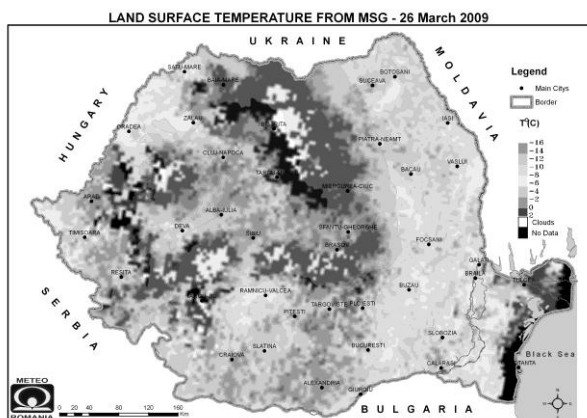 LAND SURFACE TEMPERATURE FROM MSG - 26 March 2009
UKRAINE
MOLDAVIA
HUNGARY
SERBIA
BULGARIA
Black Sea
SATU-MARE
BAIA-MARE
SUCEAVA
BOTOSANI
ORADEA
ZALAU
IASI
PIATRA-NEAMT
CLUJ-NAPOCA
VASLUI
BACAU
MIERCUREA-CIUC
ARAD
ALBA-IULIA
TIMISOARA
DEVA
SIBIU
SFANTU-GHEORGHE
BRASOV
FOCSANI
RESITA
GALATI
BRAILA
RAMNICU-VALCEA
BUZAU
TARGOVISTE
PLOIESTI
PITESTI
SLATINA
SLOBOZIA
CRAIOVA
BUCURESTI
CALARASI
ALEXANDRIA
GIURGIU
Legend
Main Citys
Border
T°(C)
-16
-14
-12
-10
-8
0
2
Clouds
No Data
METEO
ROMANIA
0 20 40 80 120 160
Km